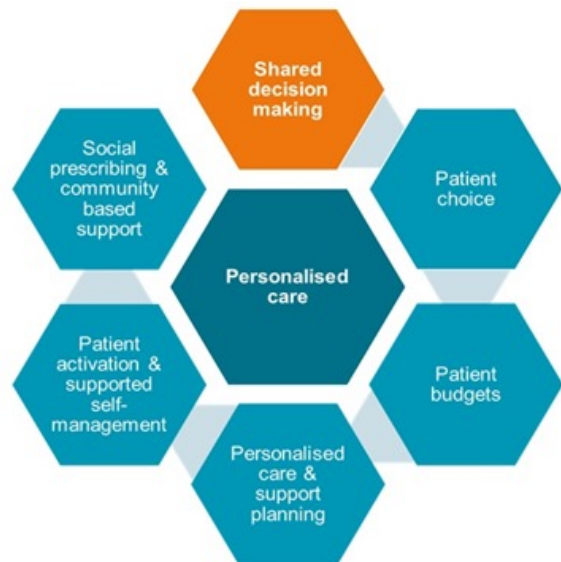 Shared
decision
making
Patient
choice
Patient
budgets
Personalised
care &
support
planning
Patient
activation &
supported
self-
management
Social
prescribing &
community
based
support
Personalised
care